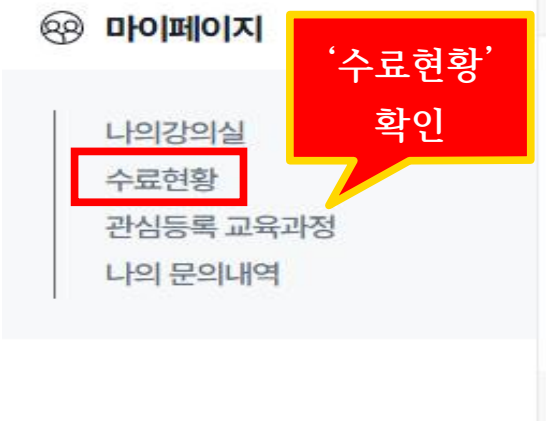 마이페이지
‘수료현황’
확인
나의강의실
수료현황
관심등록 교육과정
나의 문의내역